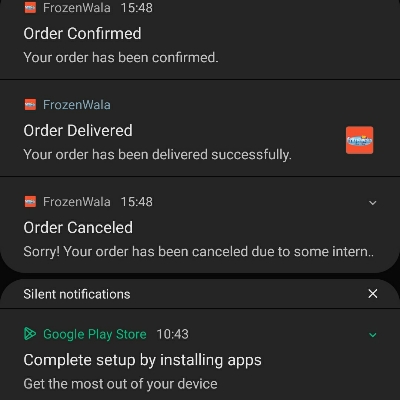 FrozenWala 15:48
Order Confirmed
Your order has been confirmed.
FrozenWala
Order Delivered
Your order has been delivered successfully.
FrozenWala 15:48
Order Canceled
Sorry! Your order has been canceled due to some intern..
Silent notifications
Google Play Store 10:43
Complete setup by installing apps
Get the most out of your device